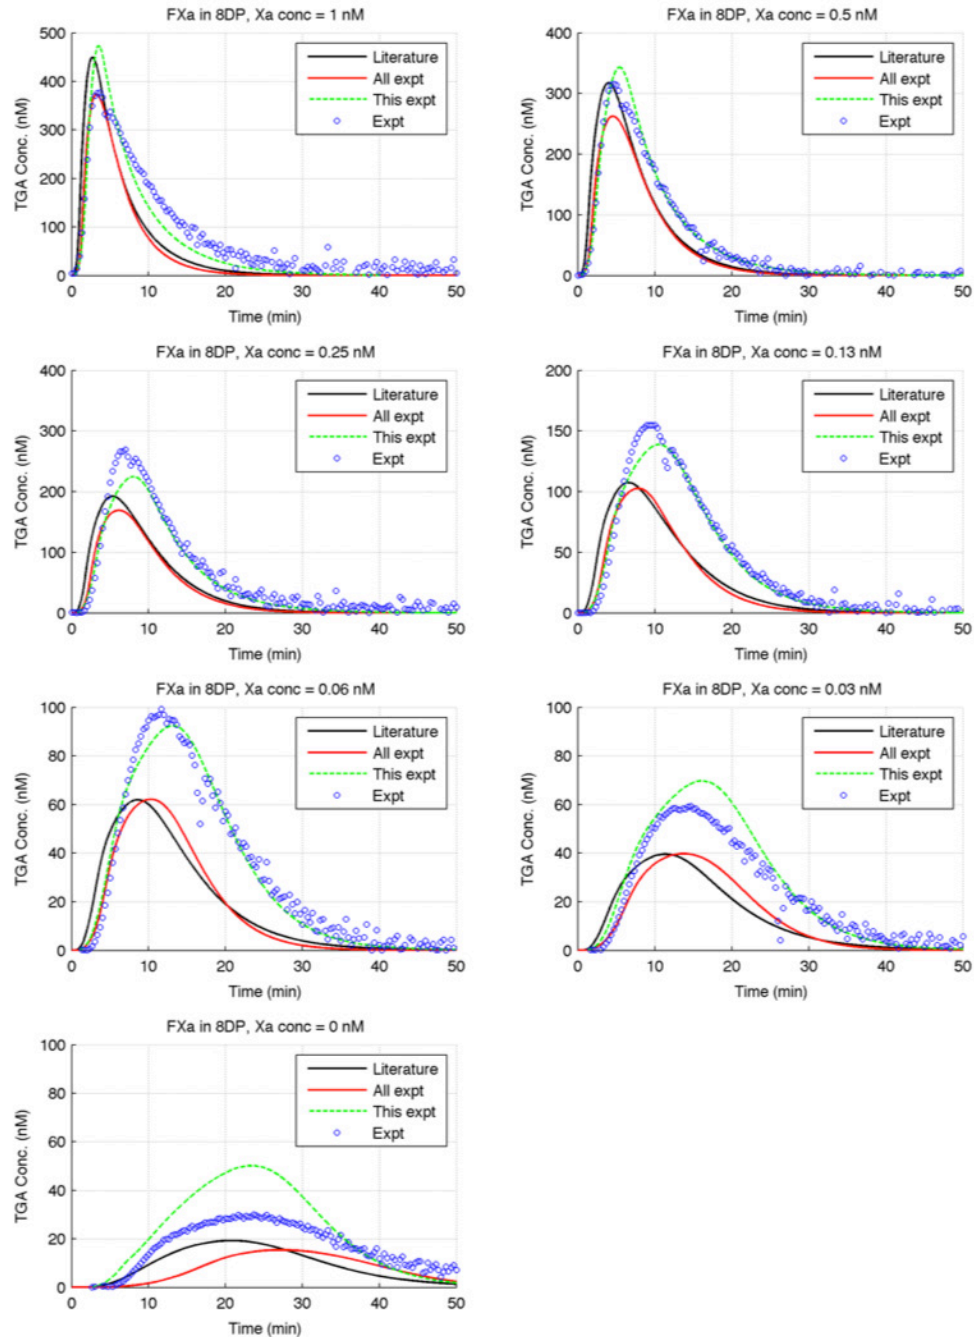 FXa in 8DP, Xa conc = 1 nM
500
400
300
200
100
0
TGA Conc. (nM)
Literature
All expt
This expt
Expt
0 10 20 30 40 50
Time (min)
FXa in 8DP, Xa conc = 0.5 nM
400
300
200
100
0
TGA Conc. (nM)
Literature
All expt
This expt
Expt
0 10 20 30 40 50
Time (min)
FXa in 8DP, Xa conc = 0.25 nM
400
300
200
100
0
TGA Conc. (nM)
Literature
All expt
This expt
Expt
0 10 20 30 40 50
Time (min)
FXa in 8DP, Xa conc = 0.13 nM
200
150
100
50
0
TGA Conc. (nM)
Literature
All expt
This expt
Expt
0 10 20 30 40 50
Time (min)
FXa in 8DP, Xa conc = 0.06 nM
100
80
60
40
20
0
TGA Conc. (nM)
Literature
All expt
This expt
Expt
0 10 20 30 40 50
Time (min)
FXa in 8DP, Xa conc = 0.03 nM
100
80
60
40
20
0
TGA Conc. (nM)
Literature
All expt
This expt
Expt
0 10 20 30 40 50
Time (min)
FXa in 8DP, Xa conc = 0 nM
100
80
60
40
20
0
TGA Conc. (nM)
Literature
All expt
This expt
Expt
0 10 20 30 40 50
Time (min)